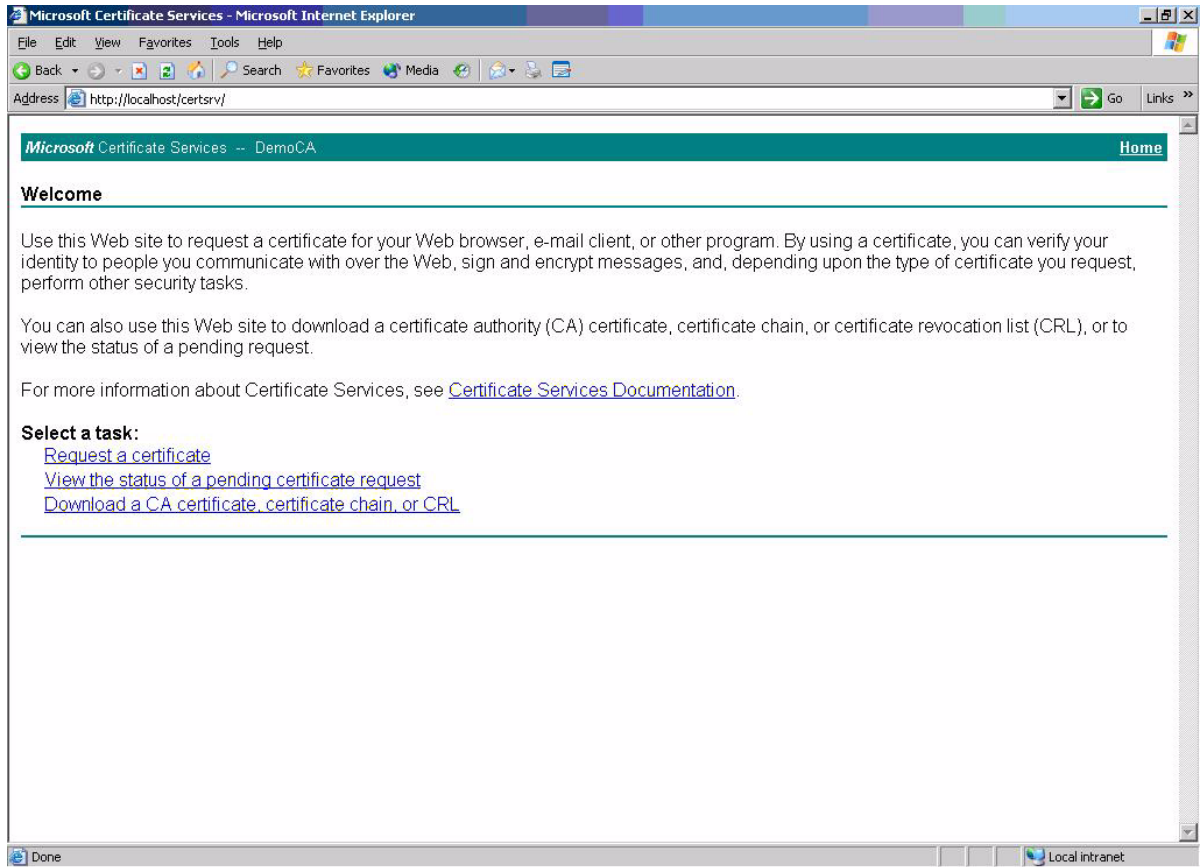 Microsoft Certificate Services - Microsoft Internet Explorer
File Edit View Favorites Tools Help
Back Search Favorites Media
Address http://localhost/certsrv/ Go Links »
Microsoft Certificate Services -- DemoCA Home
Welcome
Use this Web site to request a certificate for your Web browser, e-mail client, or other program. By using a certificate, you can verify your
identity to people you communicate with over the Web, sign and encrypt messages, and, depending upon the type of certificate you request,
perform other security tasks.
You can also use this Web site to download a certificate authority (CA) certificate, certificate chain, or certificate revocation list (CRL), or to
view the status of a pending request.
For more information about Certificate Services, see Certificate Services Documentation.
Select a task:
Request a certificate
View the status of a pending certificate request
Download a CA certificate, certificate chain, or CRL
Done Local intranet